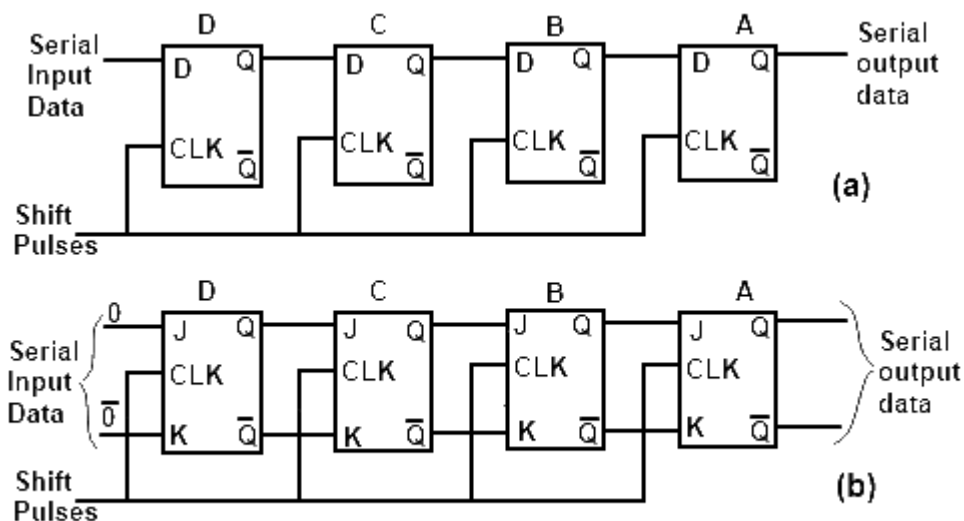 D C B A
Serial
Input
Data
D Q D Q D Q D Q
Serial
output
data
CLK Q̅ CLK Q̅ CLK Q̅ CLK Q̅
(a)
Shift
Pulses
D C B A
0
J Q J Q J Q J Q
Serial
Input
Data
CLK CLK CLK CLK
Serial
output
data
0̅
K Q̅ K Q̅ K Q̅ K Q̅
Shift
Pulses
(b)